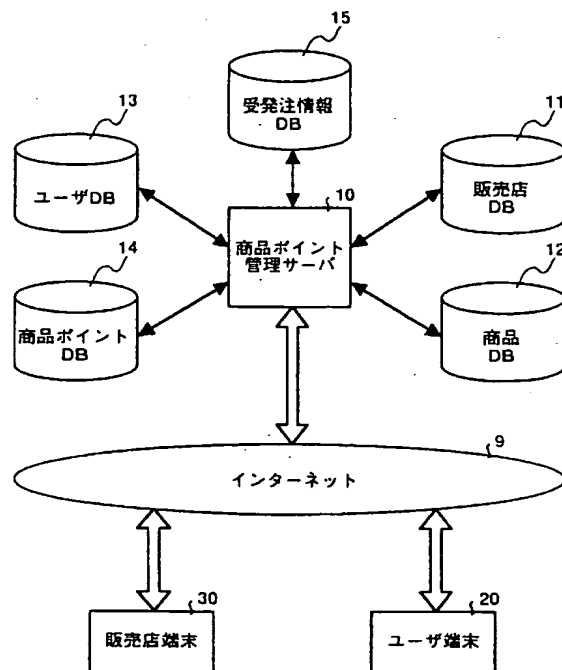 15
受発注情報
DB
13
ユーザDB
11
販売店
DB
10
商品ポイント
管理サーバ
14
商品ポイント
DB
12
商品
DB
9
インターネット
30
販売店端末
20
ユーザ端末